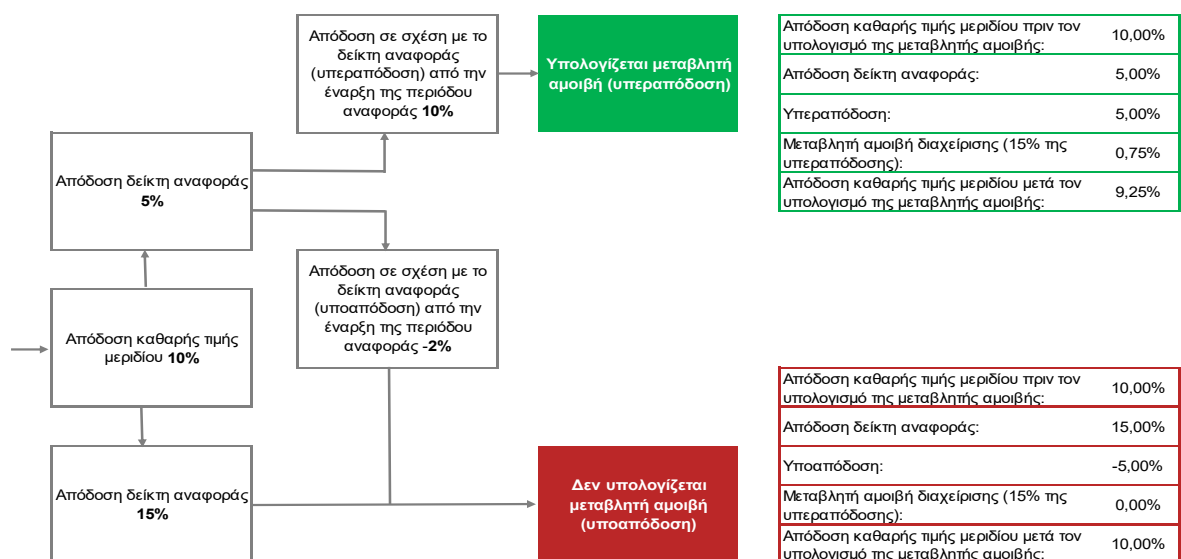 Απόδοση σε σχέση με το
δείκτη αναφοράς
(υπεραπόδοση) από την
έναρξη της περιόδου
αναφοράς 10%
Υπολογίζεται μεταβλητή
αμοιβή (υπεραπόδοση)
Απόδοση καθαρής τιμής μεριδίου πριν τον
υπολογισμό της μεταβλητής αμοιβής:
10,00%
Απόδοση δείκτη αναφοράς:
5,00%
Υπεραπόδοση:
5,00%
Μεταβλητή αμοιβή διαχείρισης (15% της
υπεραπόδοσης):
0,75%
Απόδοση καθαρής τιμής μεριδίου μετά τον
υπολογισμό της μεταβλητής αμοιβής:
9,25%
Απόδοση δείκτη αναφοράς
5%
Απόδοση σε σχέση με το
δείκτη αναφοράς
(υποαπόδοση) από την
έναρξη της περιόδου
αναφοράς -2%
Απόδοση καθαρής τιμής
μεριδίου 10%
Απόδοση δείκτη αναφοράς
15%
Δεν υπολογίζεται
μεταβλητή αμοιβή
(υποαπόδοση)
Απόδοση καθαρής τιμής μεριδίου πριν τον
υπολογισμό της μεταβλητής αμοιβής:
10,00%
Απόδοση δείκτη αναφοράς:
15,00%
Υποαπόδοση:
-5,00%
Μεταβλητή αμοιβή διαχείρισης (15% της
υπεραπόδοσης):
0,00%
Απόδοση καθαρής τιμής μεριδίου μετά τον
υπολογισμό της μεταβλητής αμοιβής:
10,00%